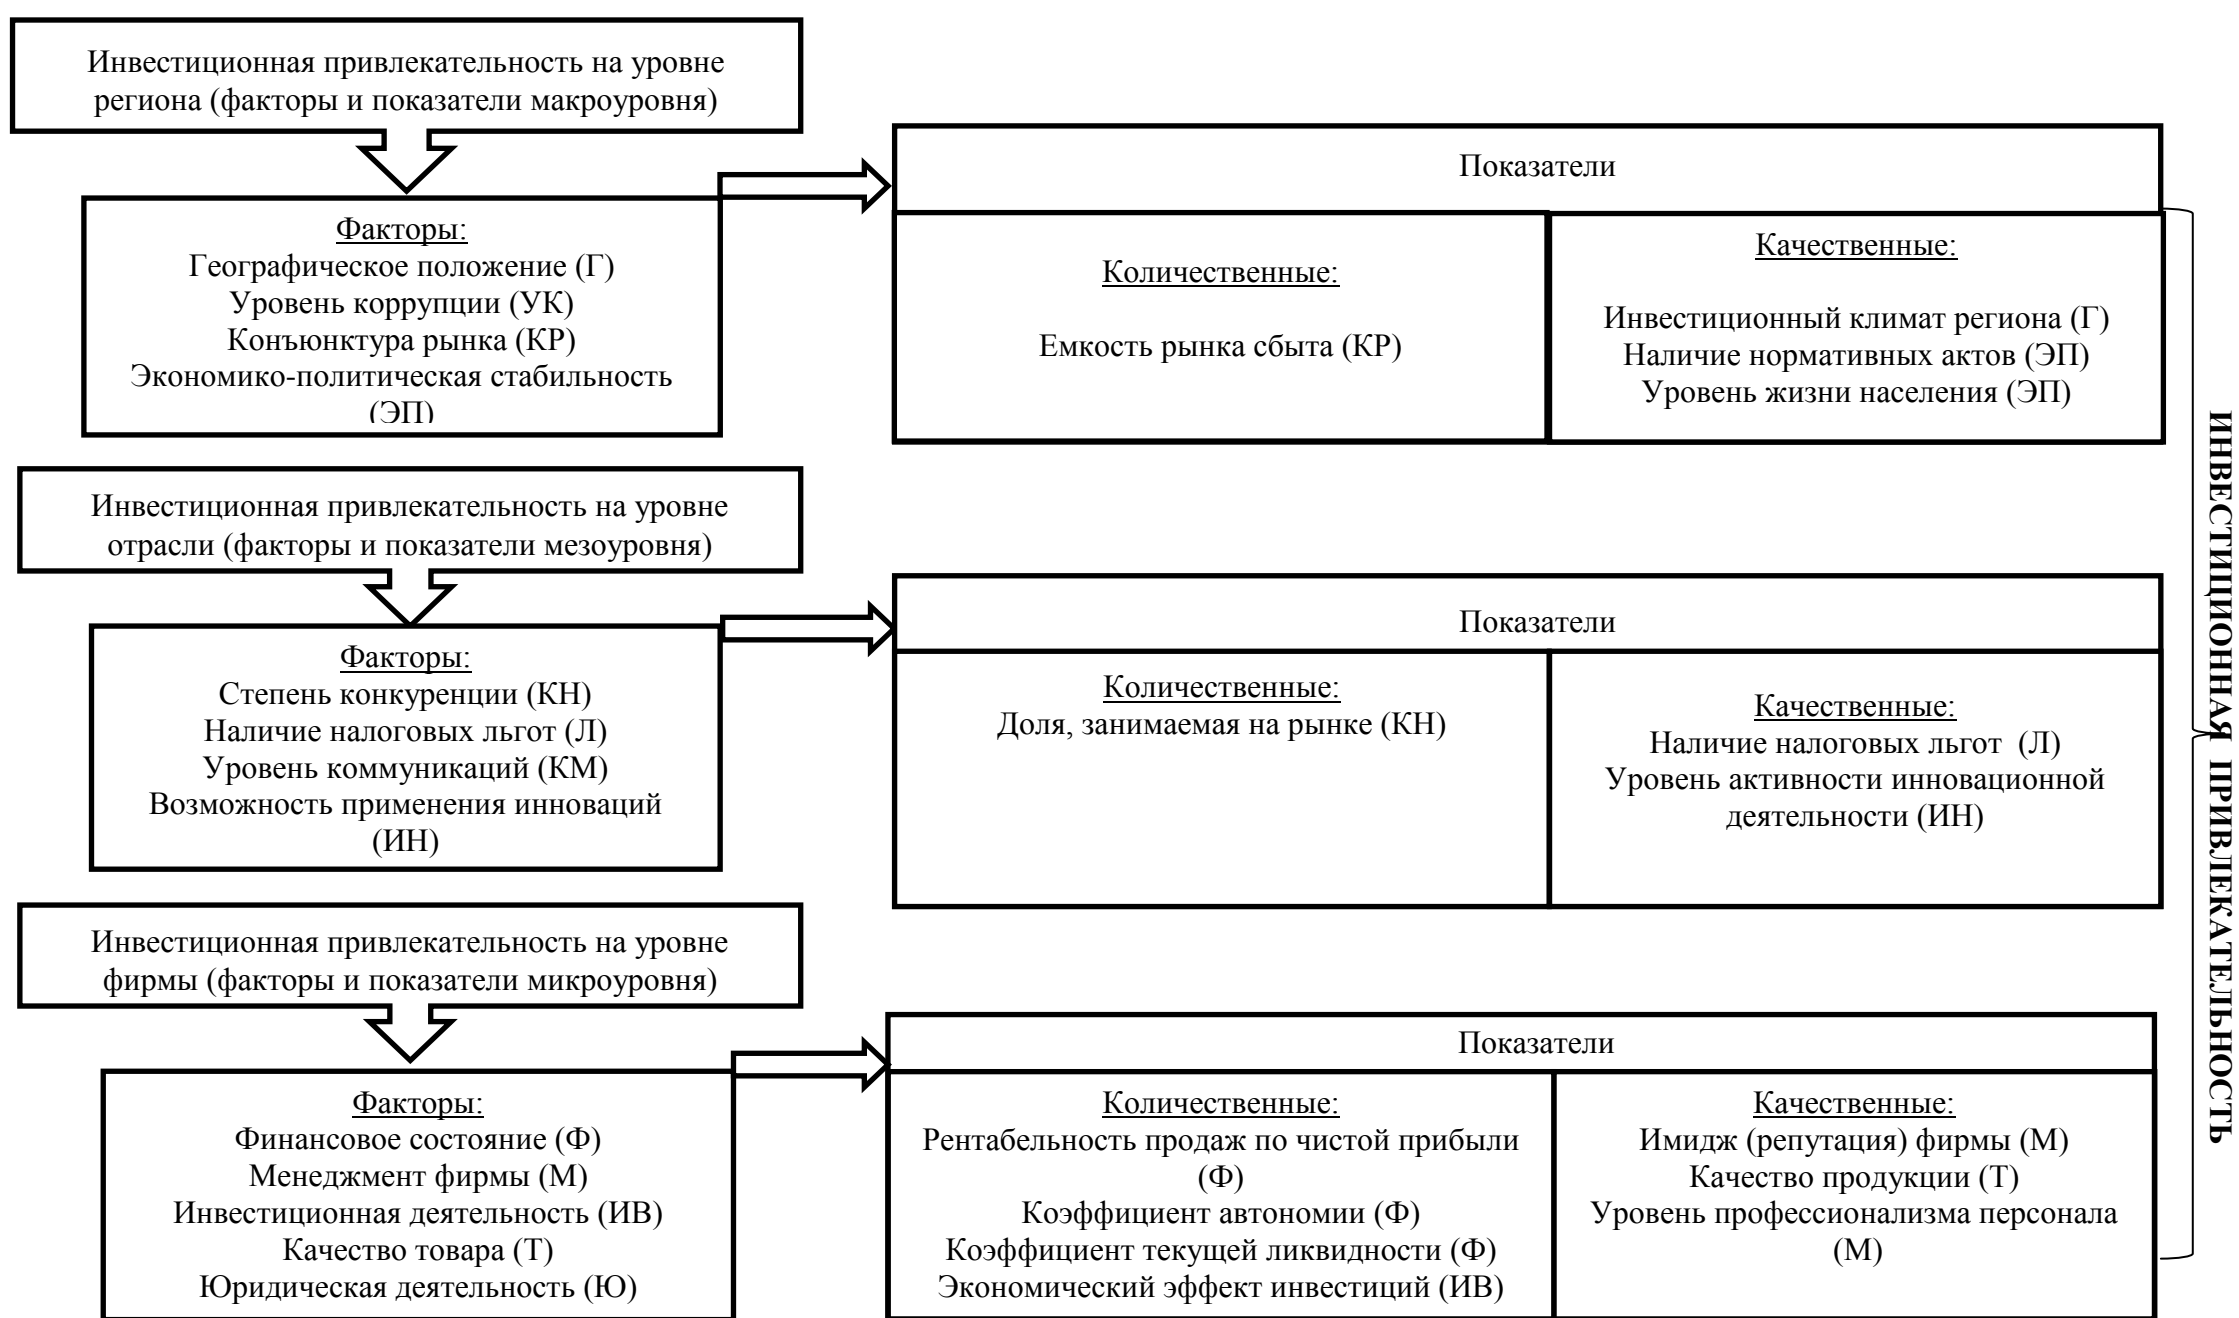 Инвестиционная привлекательность на уровне
региона (факторы и показатели макроуровня)
Факторы:
Географическое положение (Г)
Уровень коррупции (УК)
Конъюнктура рынка (КР)
Экономико-политическая стабильность
(ЭП)
Показатели
Количественные:
Емкость рынка сбыта (КР)
Качественные:
Инвестиционный климат региона (Г)
Наличие нормативных актов (ЭП)
Уровень жизни населения (ЭП)
Инвестиционная привлекательность на уровне
отрасли (факторы и показатели мезоуровня)
Факторы:
Степень конкуренции (КН)
Наличие налоговых льгот (Л)
Уровень коммуникаций (КМ)
Возможность применения инноваций
(ИН)
Показатели
Количественные:
Доля, занимаемая на рынке (КН)
Качественные:
Наличие налоговых льгот (Л)
Уровень активности инновационной
деятельности (ИН)
Инвестиционная привлекательность на уровне
фирмы (факторы и показатели микроуровня)
Факторы:
Финансовое состояние (Ф)
Менеджмент фирмы (М)
Инвестиционная деятельность (ИВ)
Качество товара (Т)
Юридическая деятельность (Ю)
Показатели
Количественные:
Рентабельность продаж по чистой прибыли
(Ф)
Коэффициент автономии (Ф)
Коэффициент текущей ликвидности (Ф)
Экономический эффект инвестиций (ИВ)
Качественные:
Имидж (репутация) фирмы (М)
Качество продукции (Т)
Уровень профессионализма персонала
(М)
ИНВЕСТИЦИОННАЯ ПРИВЛЕКАТЕЛЬНОСТЬ